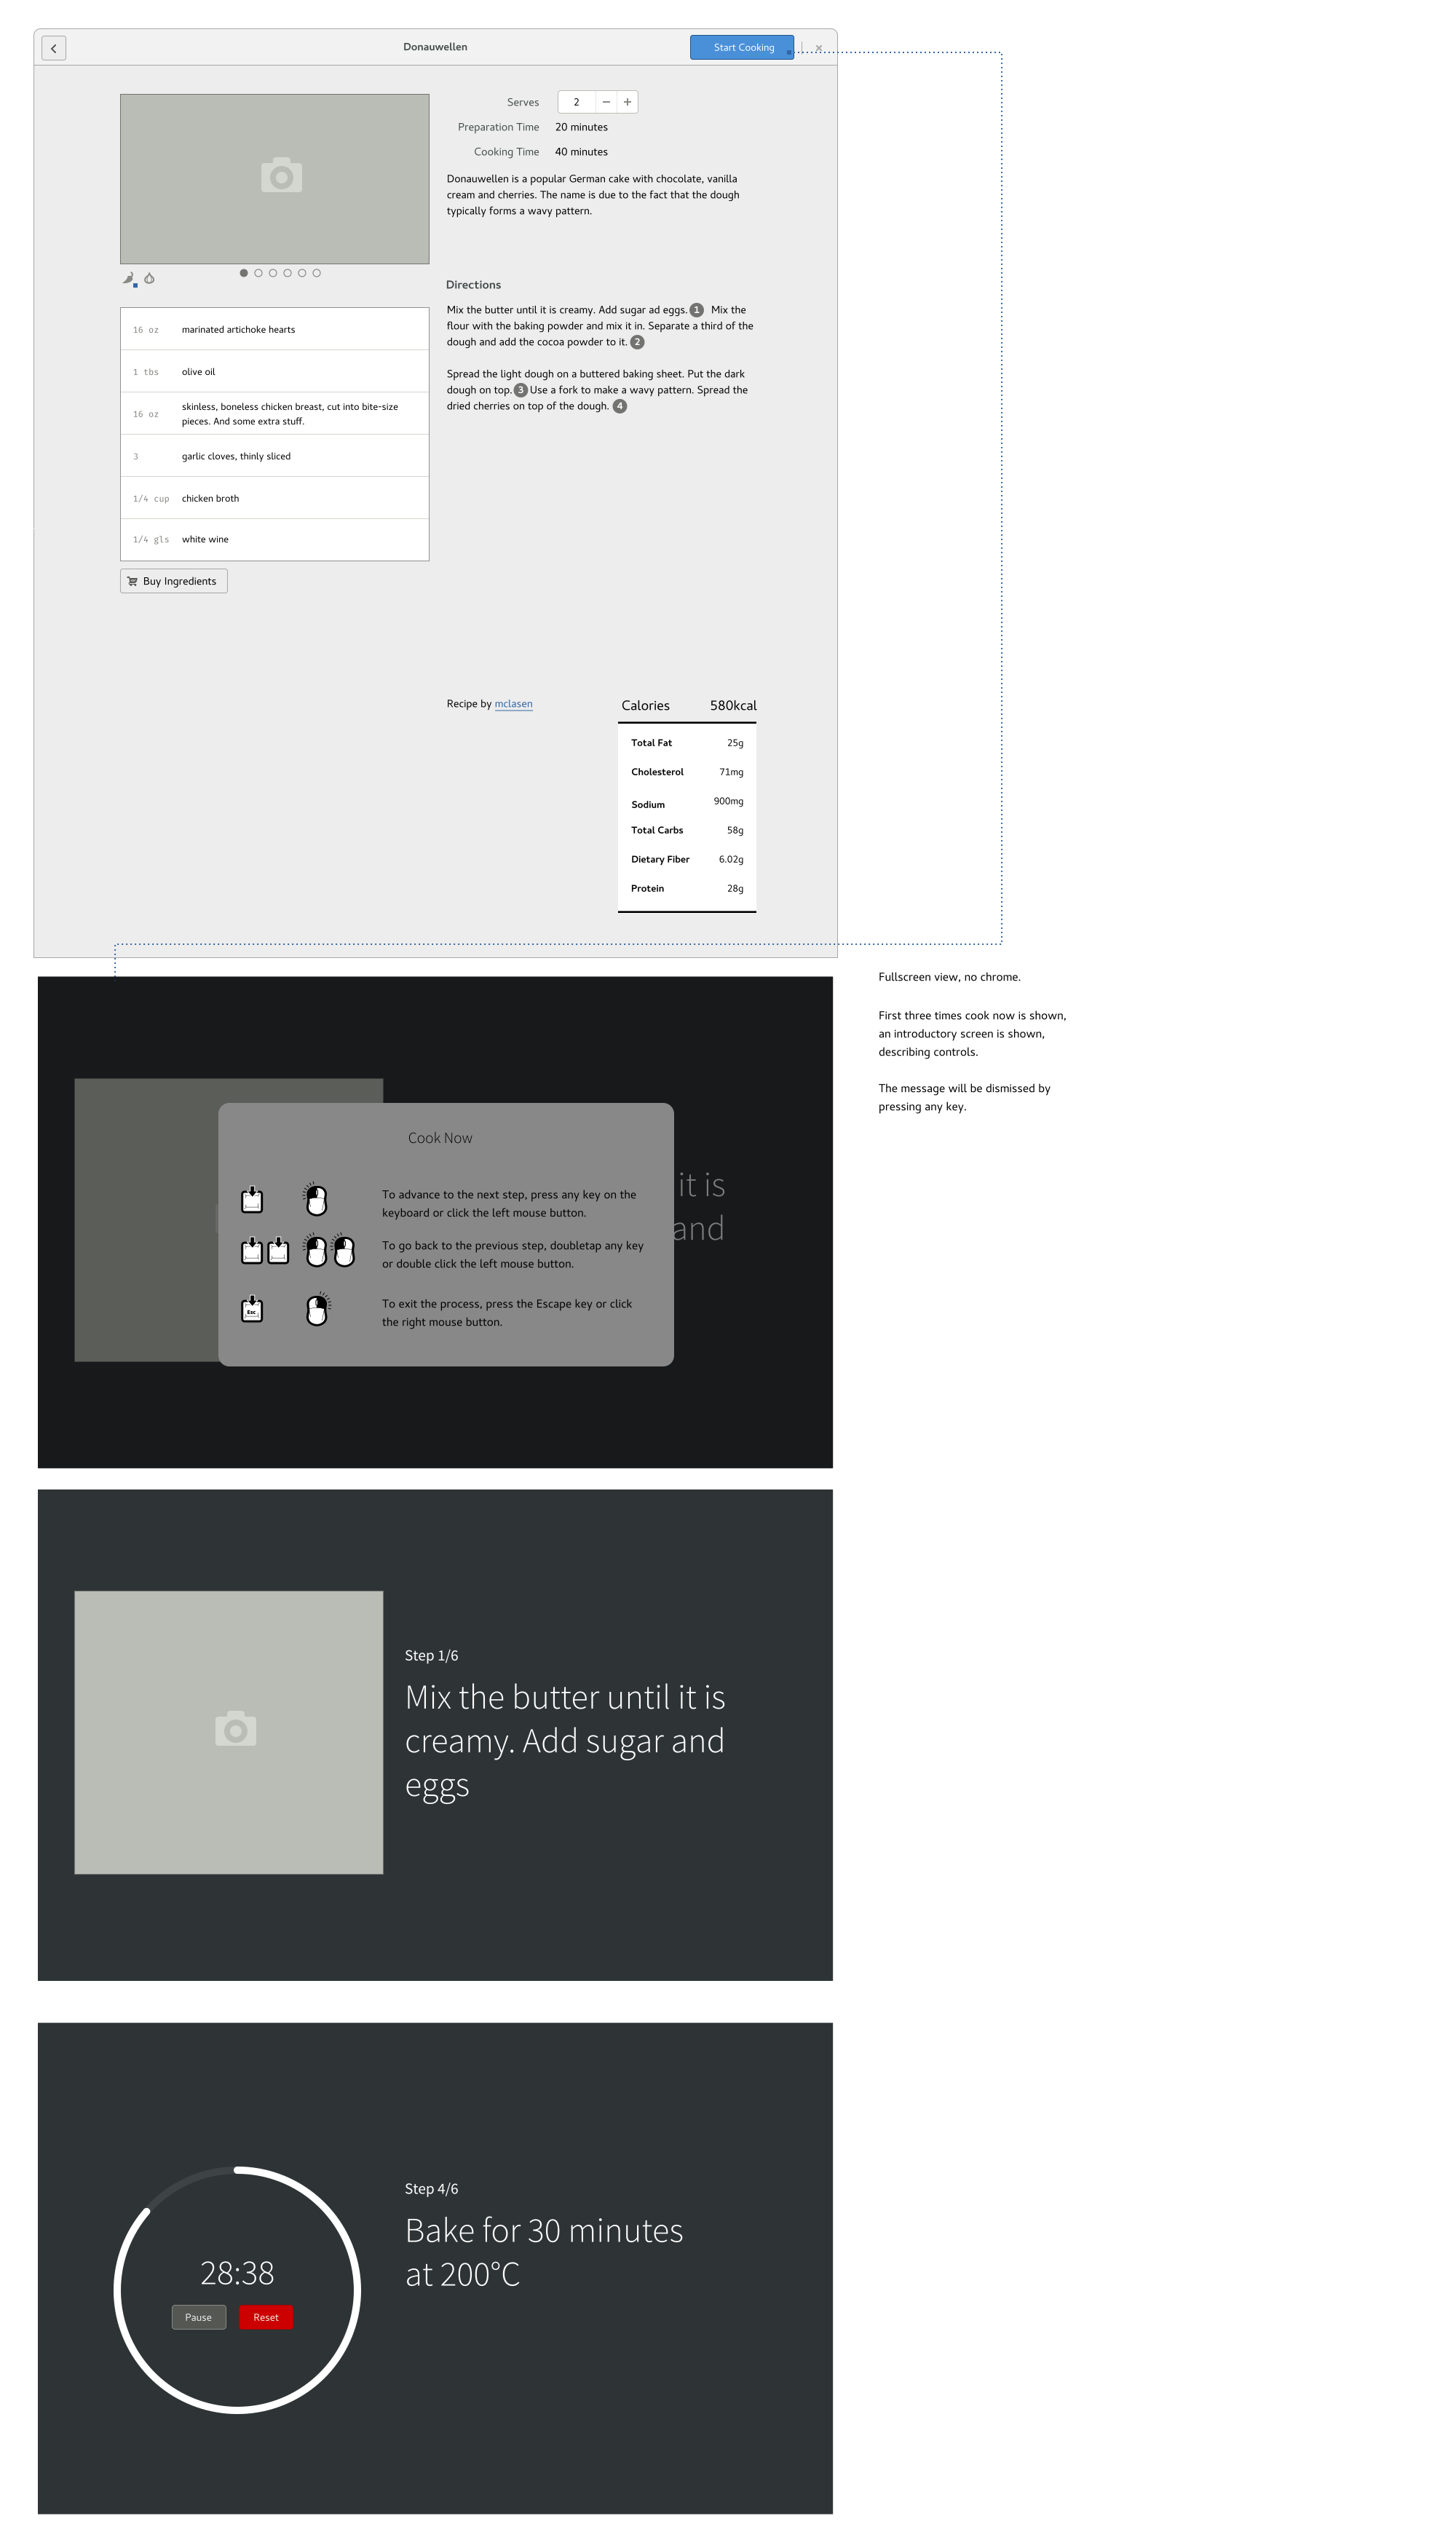 Donauwellen
Start Cooking
Serves
2
Preparation Time 20 minutes
Cooking Time 40 minutes
Donauwellen is a popular German cake with chocolate, vanilla
cream and cherries. The name is due to the fact that the dough
typically forms a wavy pattern.
Directions
Mix the butter until it is creamy. Add sugar ad eggs. 1 Mix the
flour with the baking powder and mix it in. Separate a third of the
dough and add the cocoa powder to it. 2
Spread the light dough on a buttered baking sheet. Put the dark
dough on top. 3 Use a fork to make a wavy pattern. Spread the
dried cherries on top of the dough. 4
16 oz marinated artichoke hearts
1 tbs olive oil
16 oz skinless, boneless chicken breast, cut into bite-size
pieces. And some extra stuff.
3 garlic cloves, thinly sliced
1/4 cup chicken broth
1/4 gls white wine
Buy Ingredients
Recipe by mclasen
Calories 580kcal
Total Fat 25g
Cholesterol 71mg
Sodium 900mg
Total Carbs 58g
Dietary Fiber 6.02g
Protein 28g
Fullscreen view, no chrome.
First three times cook now is shown,
an introductory screen is shown,
describing controls.
The message will be dismissed by
pressing any key.
Cook Now
To advance to the next step, press any key on the
keyboard or click the left mouse button.
To go back to the previous step, doubletap any key
or double click the left mouse button.
Esc
To exit the process, press the Escape key or click
the right mouse button.
it is
and
Step 1/6
Mix the butter until it is
creamy. Add sugar and
eggs
Step 4/6
Bake for 30 minutes
at 200°C
28:38
Pause
Reset